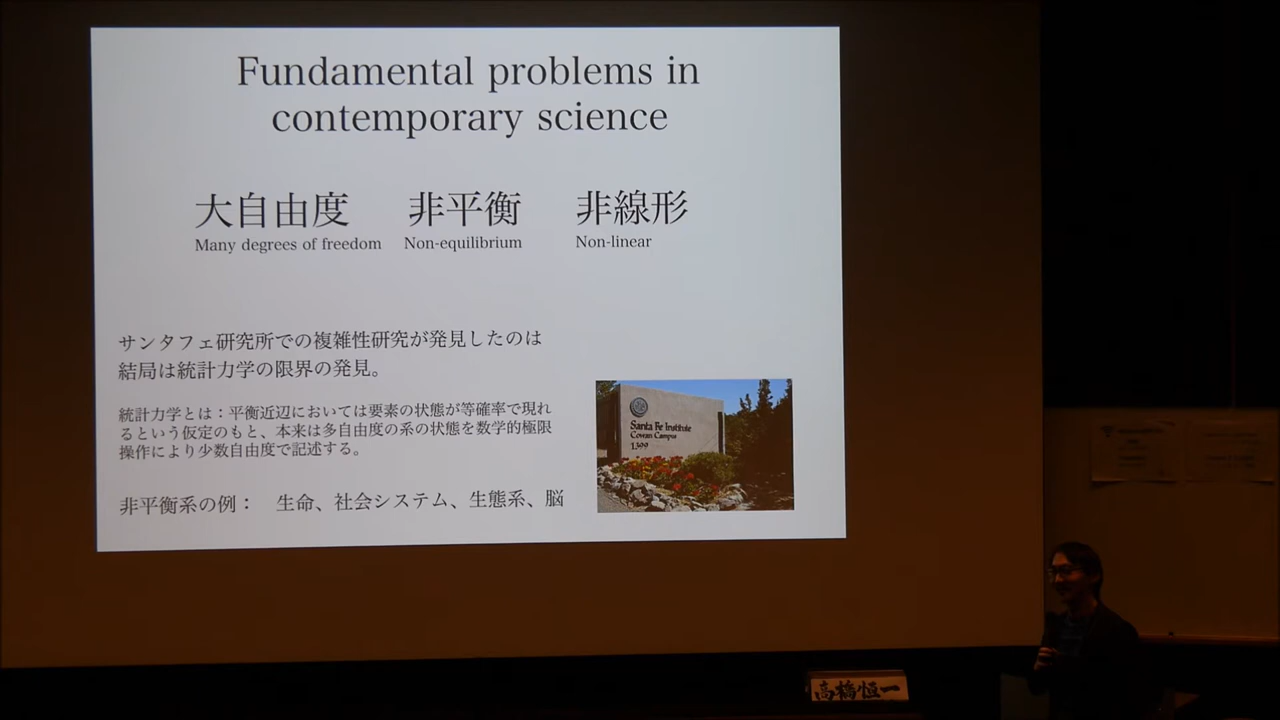 Fundamental problems in
contemporary science
大自由度 非平衡 非線形
Many degrees of freedom Non-equilibrium Non-linear
サンタフェ研究所での複雑性研究が発見したのは
結局は統計力学の限界の発見。
統計力学とは：平衡近辺においては要素の状態が等確率で現れ
るという仮定のもと、本来は多自由度の系の状態を数学的極限
操作により少数自由度で記述する。
非平衡系の例： 生命、社会システム、生態系、脳
Santa Fe Institute
Cowan Campus
1399
高橋恒一